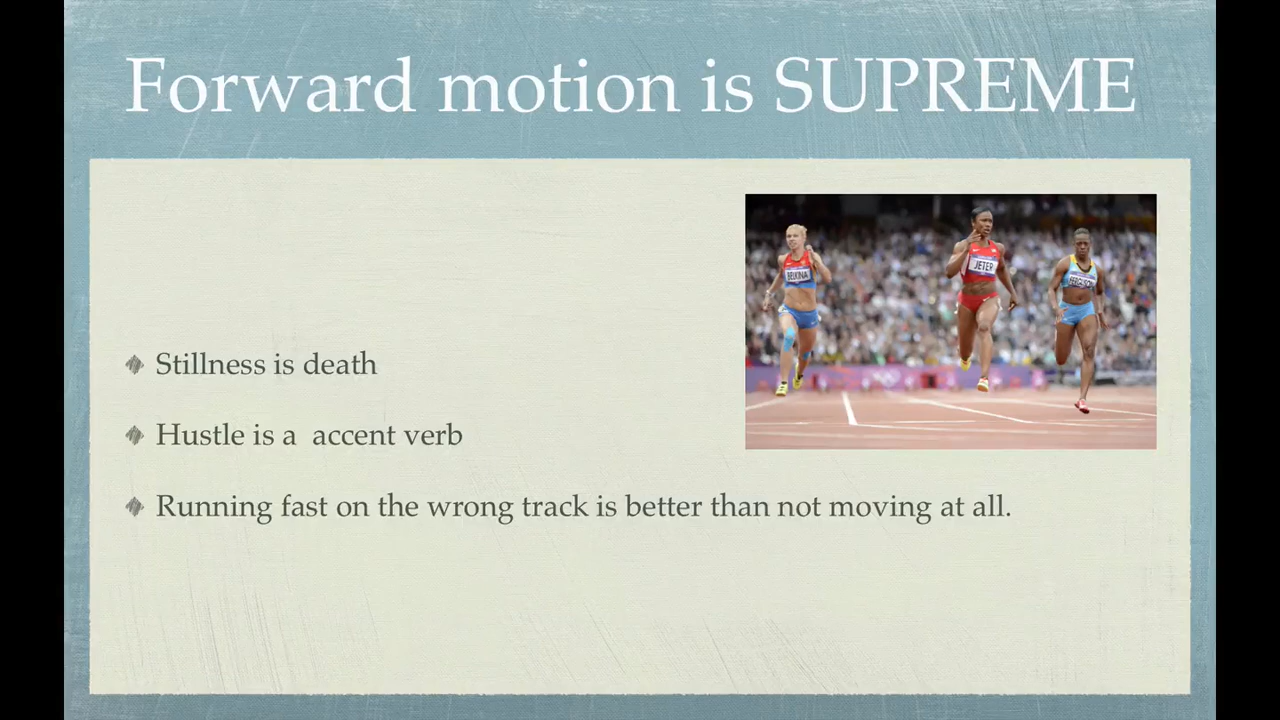 Forward motion is SUPREME
BELKINA
JETER
FERGUSON
Stillness is death
Hustle is a  accent verb
Running fast on the wrong track is better than not moving at all.